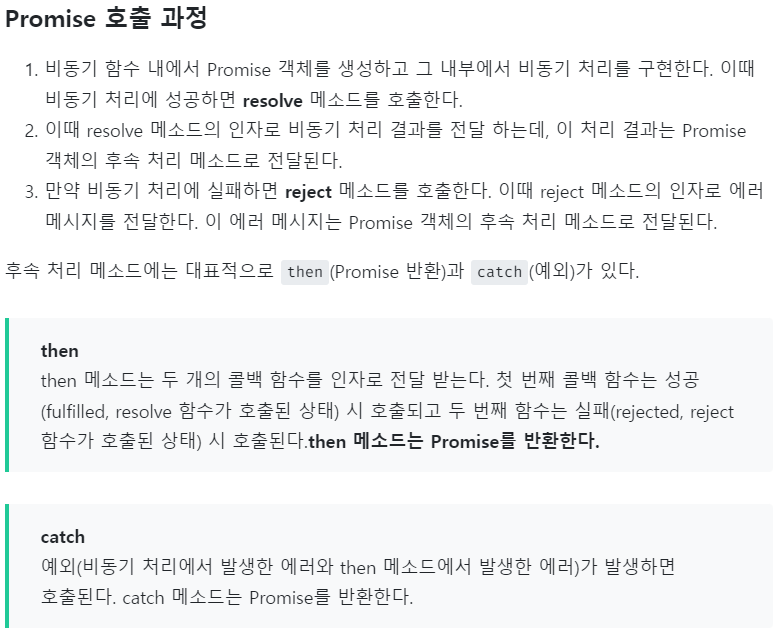 Promise 호출 과정
1. 비동기 함수 내에서 Promise 객체를 생성하고 그 내부에서 비동기 처리를 구현한다. 이때
비동기 처리에 성공하면 resolve 메소드를 호출한다.
2. 이때 resolve 메소드의 인자로 비동기 처리 결과를 전달 하는데, 이 처리 결과는 Promise
객체의 후속 처리 메소드로 전달된다.
3. 만약 비동기 처리에 실패하면 reject 메소드를 호출한다. 이때 reject 메소드의 인자로 에러
메시지를 전달한다. 이 에러 메시지는 Promise 객체의 후속 처리 메소드로 전달된다.
후속 처리 메소드에는 대표적으로 then(Promise 반환)과 catch(예외)가 있다.
then
then 메소드는 두 개의 콜백 함수를 인자로 전달 받는다. 첫 번째 콜백 함수는 성공
(fulfilled, resolve 함수가 호출된 상태) 시 호출되고 두 번째 함수는 실패(rejected, reject
함수가 호출된 상태) 시 호출된다.then 메소드는 Promise를 반환한다.
catch
예외(비동기 처리에서 발생한 에러와 then 메소드에서 발생한 에러)가 발생하면
호출된다. catch 메소드는 Promise를 반환한다.